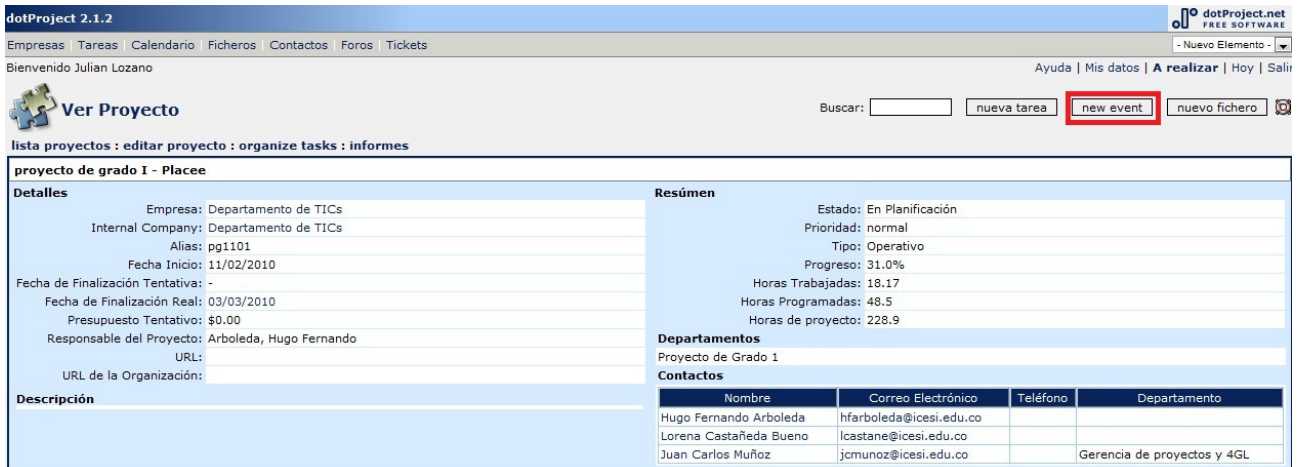 dotProject 2.1.2
dotProject.net
FREE SOFTWARE
Empresas | Tareas | Calendario | Ficheros | Contactos | Foros | Tickets
- Nuevo Elemento -
Bienvenido Julian Lozano
Ayuda | Mis datos | A realizar | Hoy | Salir
Ver Proyecto
Buscar:
nueva tarea
new event
nuevo fichero
lista proyectos : editar proyecto : organize tasks : informes
proyecto de grado I - Placee
Detalles
Empresa: Departamento de TICs
Internal Company: Departamento de TICs
Alias: pg1101
Fecha Inicio: 11/02/2010
Fecha de Finalización Tentativa: -
Fecha de Finalización Real: 03/03/2010
Presupuesto Tentativo: $0.00
Responsable del Proyecto: Arboleda, Hugo Fernando
URL:
URL de la Organización:
Descripción
Resúmen
Estado: En Planificación
Prioridad: normal
Tipo: Operativo
Progreso: 31.0%
Horas Trabajadas: 18.17
Horas Programadas: 48.5
Horas de proyecto: 228.9
Departamentos
Proyecto de Grado 1
Contactos
Nombre Correo Electrónico Teléfono Departamento
Hugo Fernando Arboleda hfarboleda@icesi.edu.co
Lorena Castañeda Bueno lcastane@icesi.edu.co
Juan Carlos Muñoz jcmunoz@icesi.edu.co Gerencia de proyectos y 4GL